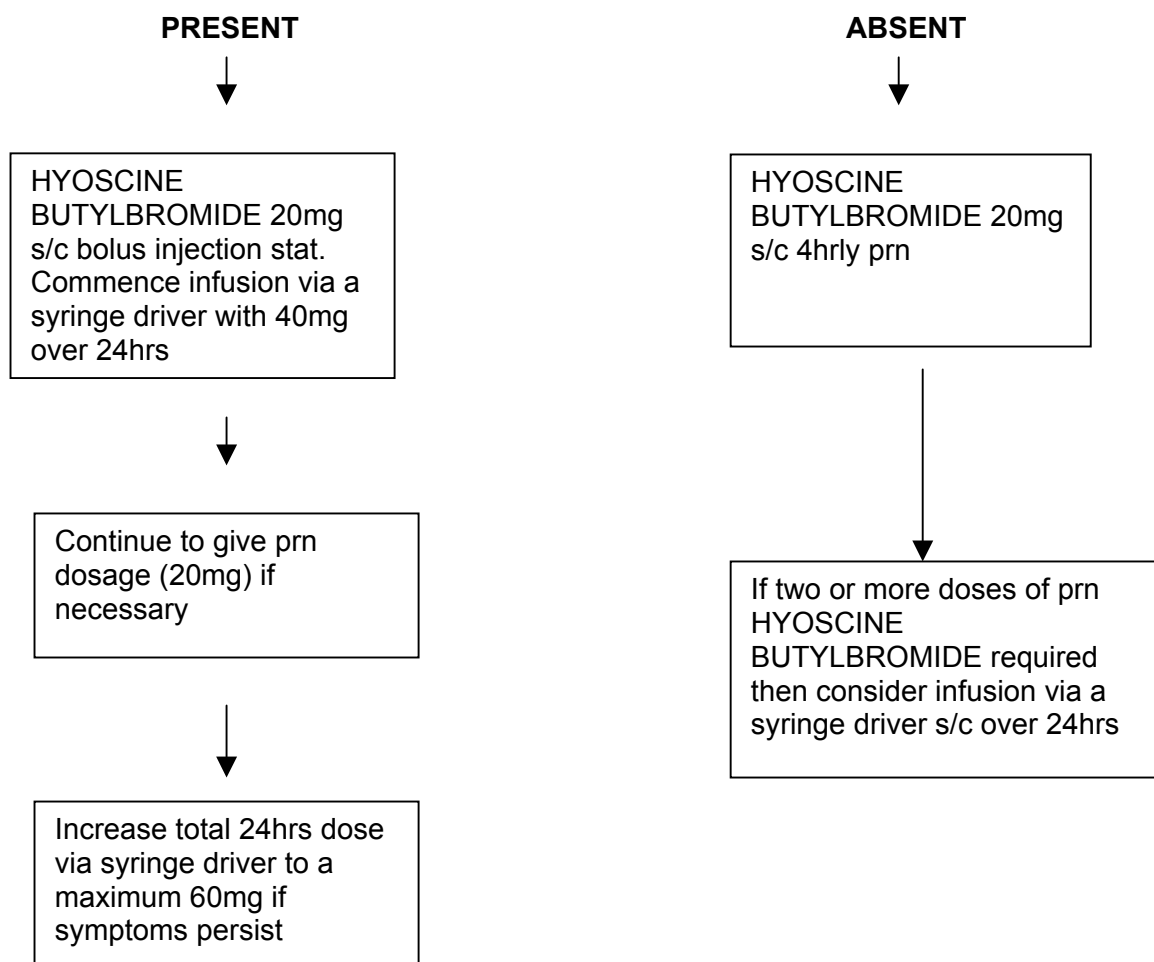 PRESENT
HYOSCINE
BUTYLBROMIDE 20mg
s/c bolus injection stat.
Commence infusion via a
syringe driver with 40mg
over 24hrs
Continue to give prn
dosage (20mg) if
necessary
Increase total 24hrs dose
via syringe driver to a
maximum 60mg if
symptoms persist
ABSENT
HYOSCINE
BUTYLBROMIDE 20mg
s/c 4hrly prn
If two or more doses of prn
HYOSCINE
BUTYLBROMIDE required
then consider infusion via a
syringe driver s/c over 24hrs